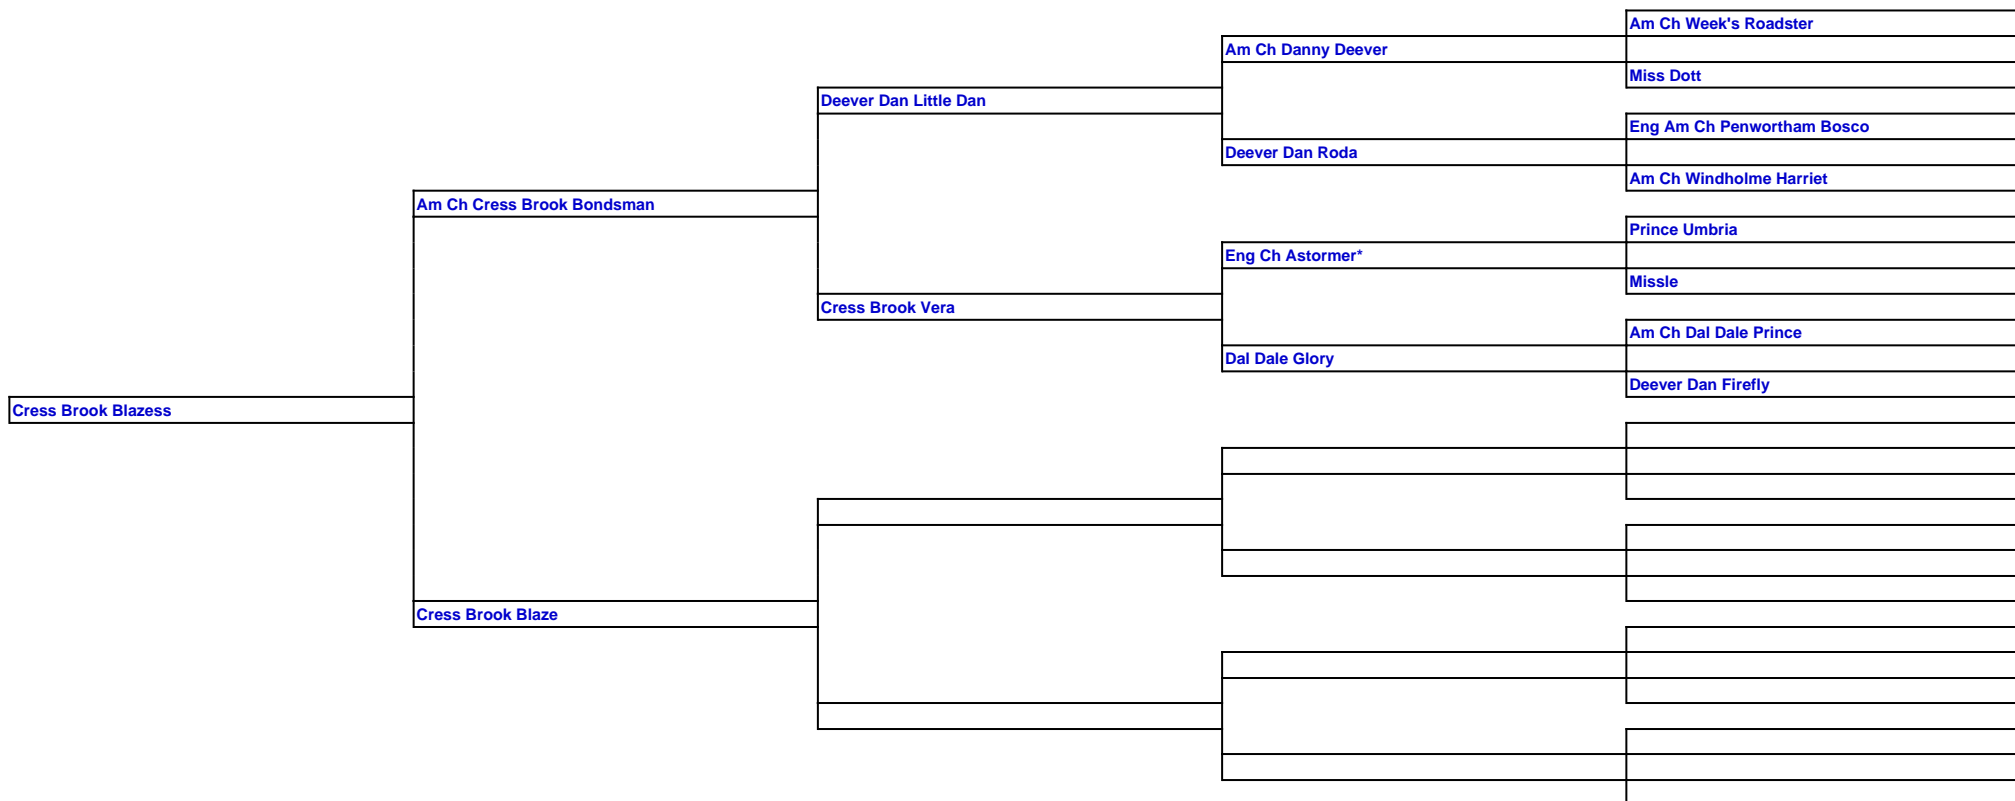 Am Ch Week's Roadster
Am Ch Danny Deever
Miss Dott
Deever Dan Little Dan
Eng Am Ch Penwortham Bosco
Deever Dan Roda
Am Ch Windholme Harriet
Am Ch Cress Brook Bondsman
Prince Umbria
Eng Ch Astormer*
Missle
Cress Brook Vera
Am Ch Dal Dale Prince
Dal Dale Glory
Deever Dan Firefly
Cress Brook Blazess
Cress Brook Blaze